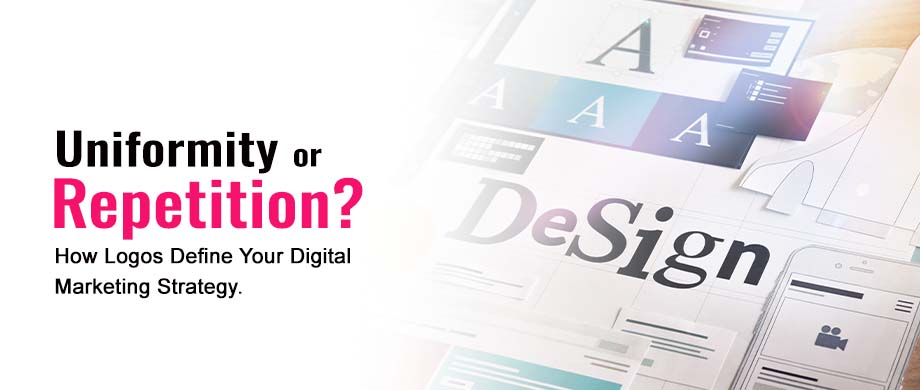 Uniformity or
Repetition?
How Logos Define Your Digital
Marketing Strategy.
A
A
A
A
DeSign